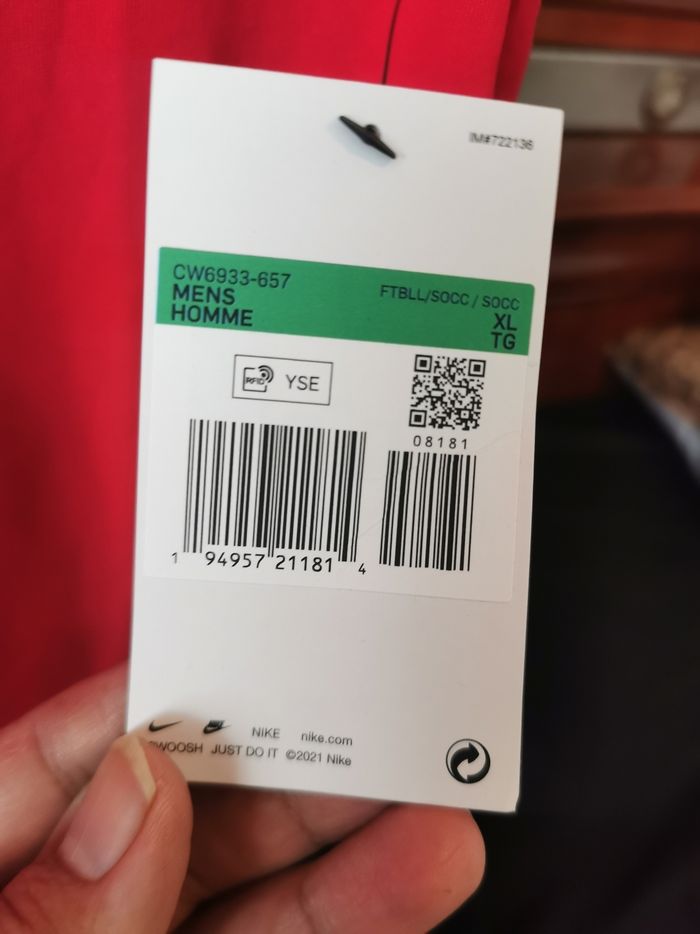 IM#722136
CW6933-657
MENS
HOMME
FTBLL/SOCC / SOCC
XL
TG
RFID YSE
08181
1 94957 21181 4
NIKE nike.com
SWOOSH JUST DO IT ©2021 Nike